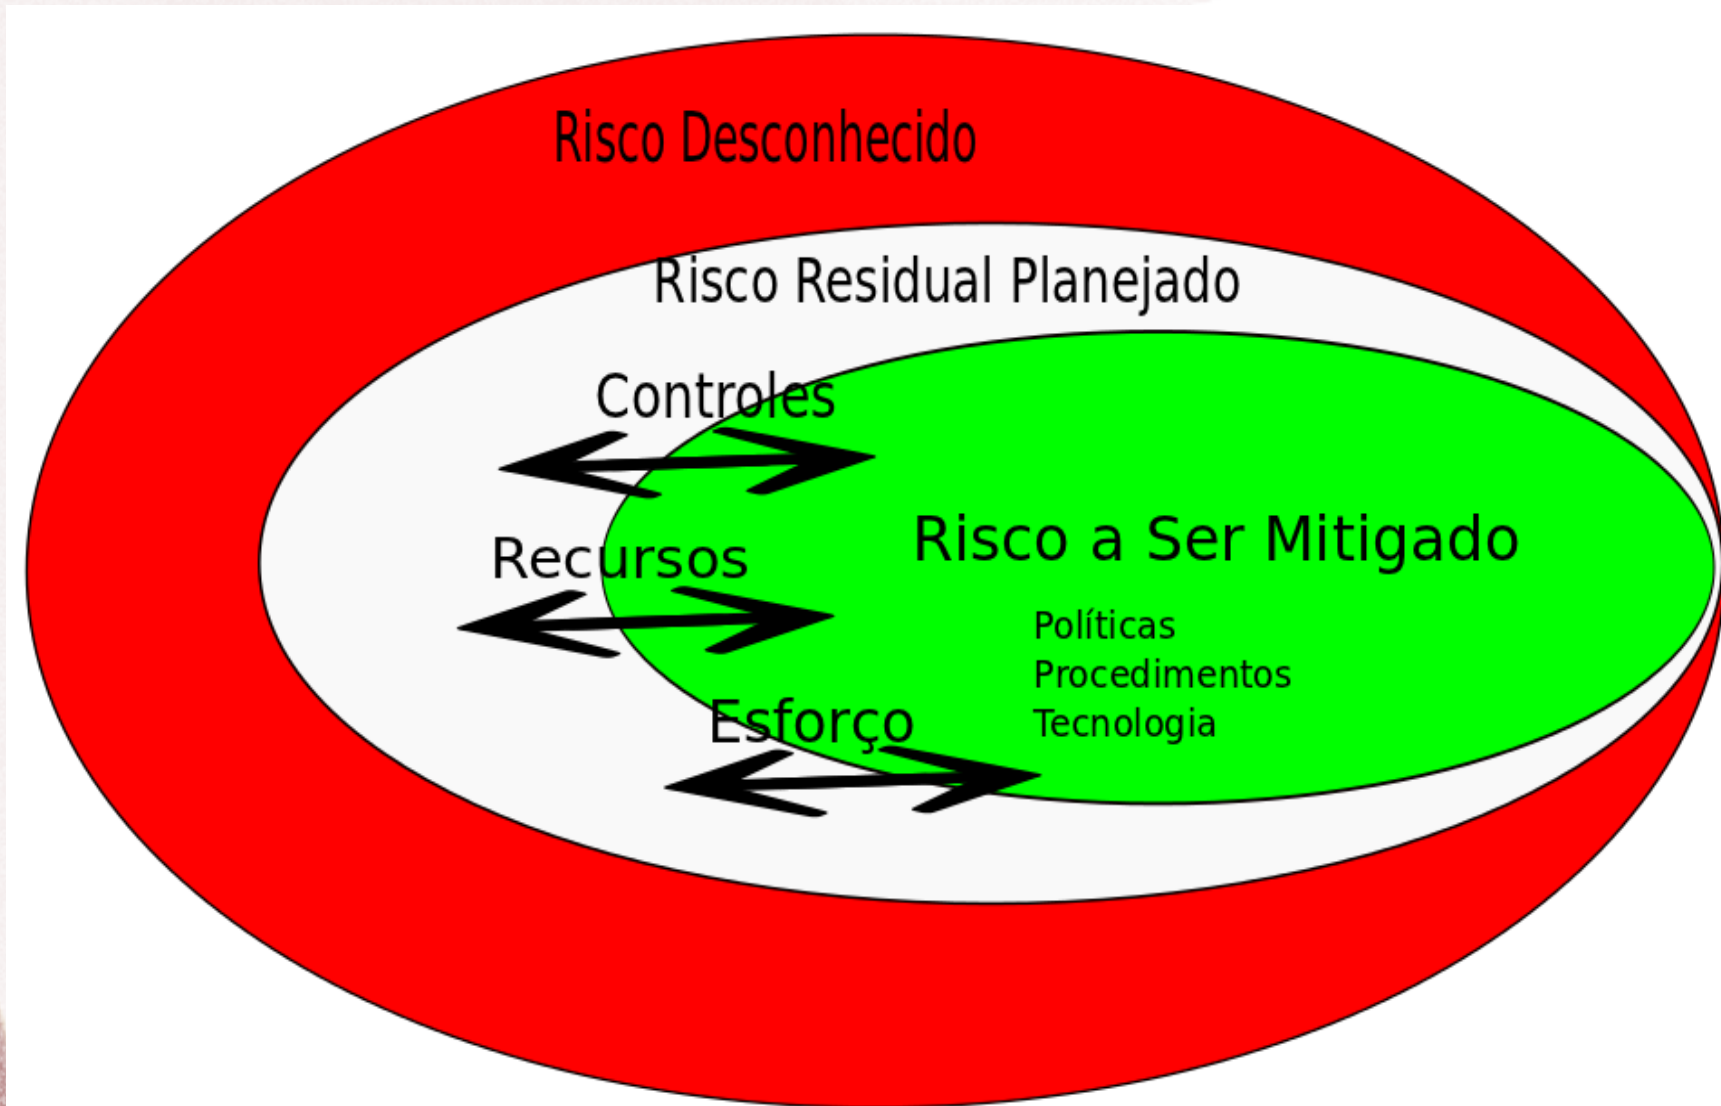 Risco Desconhecido
Risco Residual Planejado
Controles
Recursos
Risco a Ser Mitigado
Políticas
Procedimentos
Esforço
Tecnologia